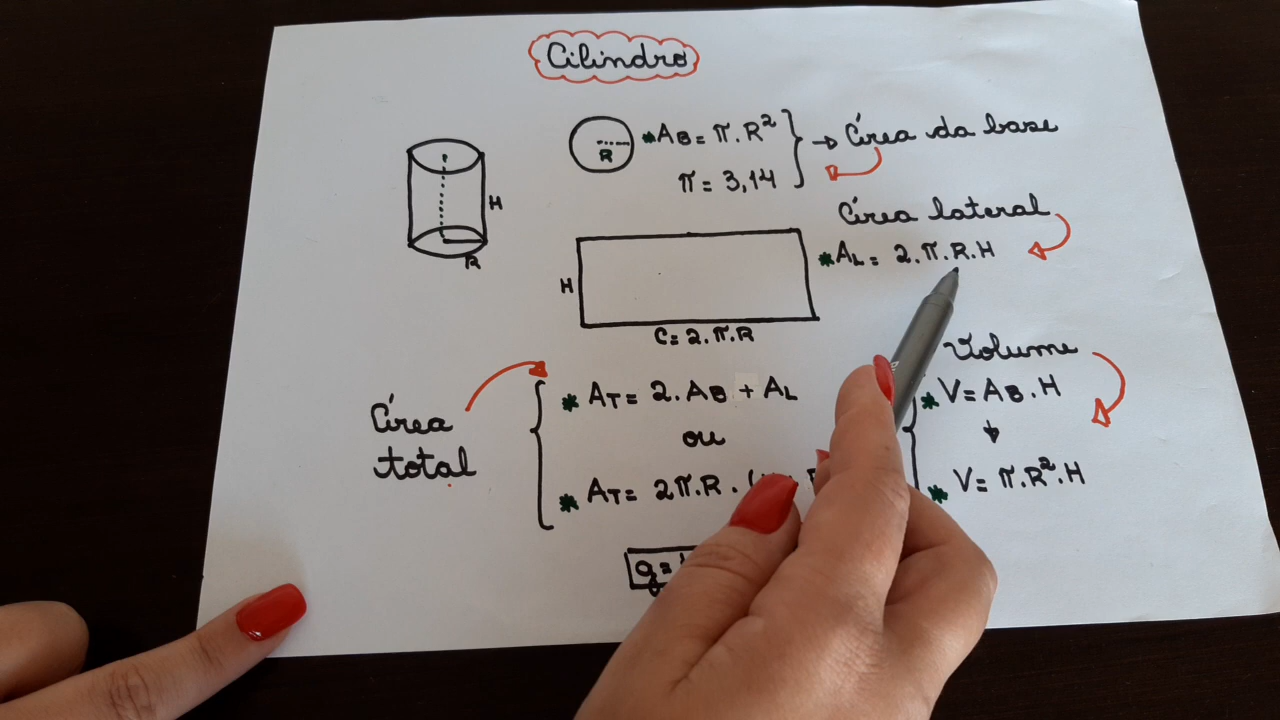 Cilindro
R
*AB = π.R²
π = 3,14
→ Área da base
H
R
Área lateral
*AL = 2.π.R.H
H
C = 2.π.R
Área
total
* AT = 2.AB + AL
ou
* AT = 2π.R.(
Volume
* V = AB.H
* V = π.R².H
g =